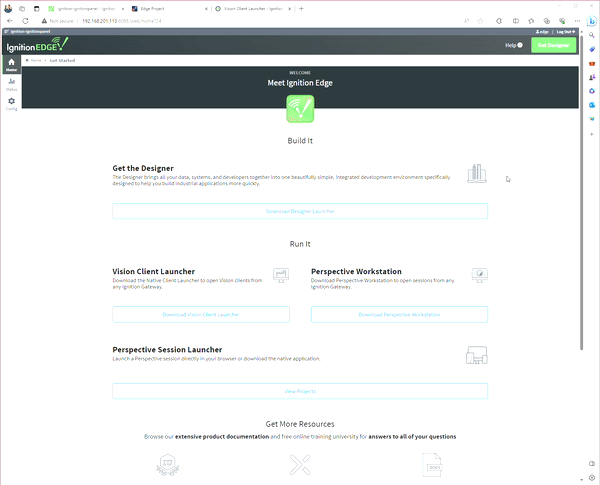 ignition-ignitionpanel - Ignition
Edge Project
Vision Client Launcher - Ignition
Not secure
192.168.201.113:8088/web/home?24
ignition-ignitionpanel
edge
Log Out
Ignition EDGE
Help
Get Designer
Home > Get Started
Home
Status
Config
WELCOME
Meet Ignition Edge
Build It
Get the Designer
The Designer brings all your data, systems, and developers together into one beautifully simple, integrated development environment specifically
designed to help you build industrial applications more quickly.
Download Designer Launcher
Run It
Vision Client Launcher
Download the Native Client Launcher to open Vision clients from
any Ignition Gateway.
Download Vision Client Launcher
Perspective Workstation
Download Perspective Workstation to open sessions from any
Ignition Gateway.
Download Perspective Workstation
Perspective Session Launcher
Launch a Perspective session directly in your browser or download the native application.
View Projects
Get More Resources
Browse our extensive product documentation and free online training university for answers to all of your questions
DOCS